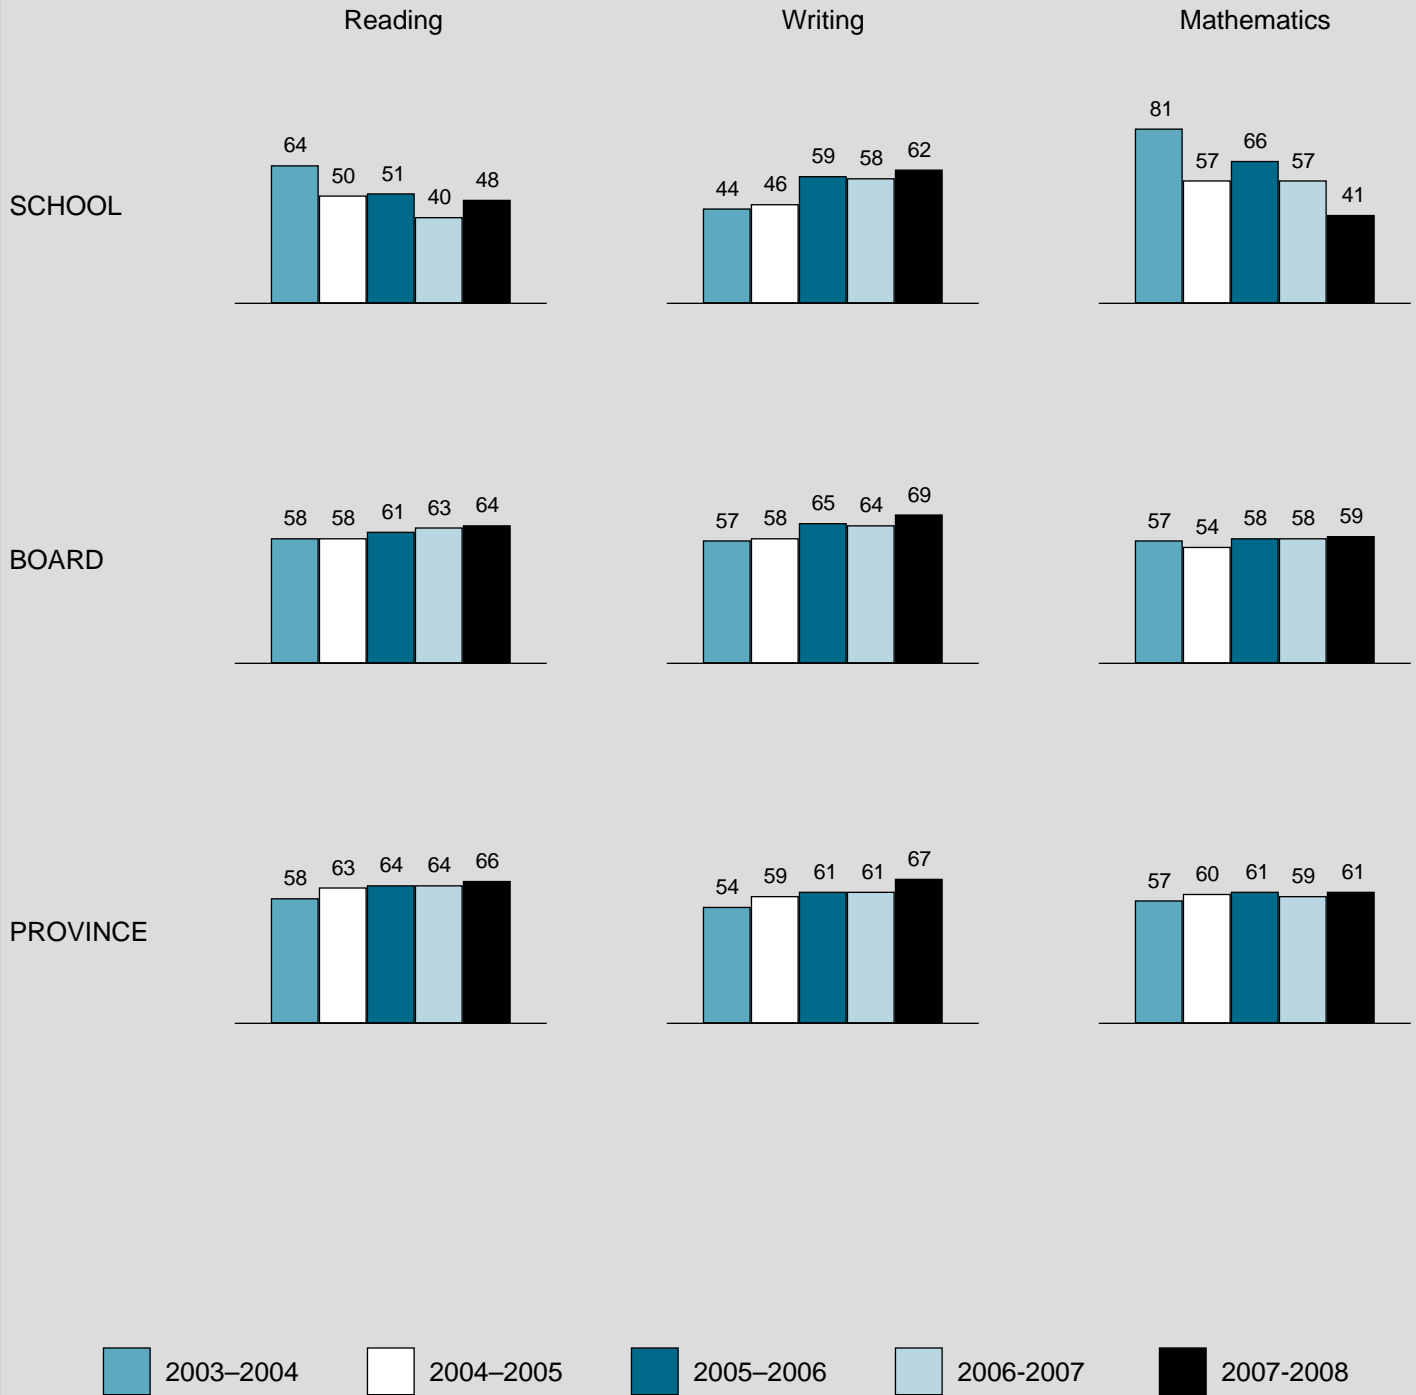 Reading Writing Mathematics
SCHOOL
64 50 51 40 48
44 46 59 58 62
81 57 66 57 41
BOARD
58 58 61 63 64
57 58 65 64 69
57 54 58 58 59
PROVINCE
58 63 64 64 66
54 59 61 61 67
57 60 61 59 61
2003–2004 2004–2005 2005–2006 2006-2007 2007-2008